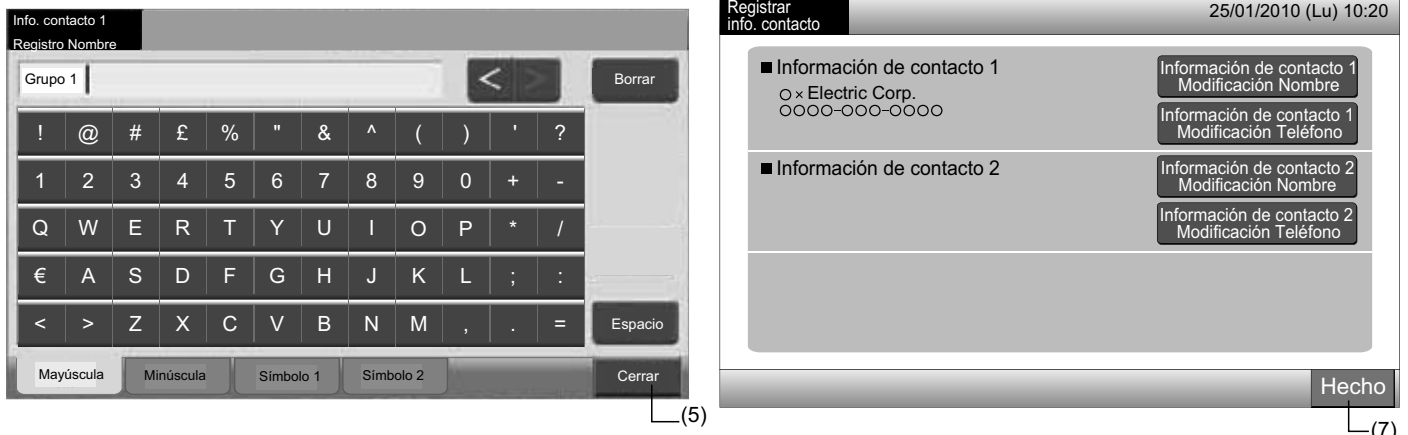 Info. contacto 1
Registro Nombre
Grupo 1
< >
Borrar
! @ # £ % " & ^ ( ) ' ?
1 2 3 4 5 6 7 8 9 0 + -
Q W E R T Y U I O P * /
€ A S D F G H J K L ; :
< > Z X C V B N M , . =
Espacio
Mayúscula Minúscula Símbolo 1 Símbolo 2 Cerrar
(5)
Registrar
info. contacto
25/01/2010 (Lu) 10:20
■ Información de contacto 1
○×Electric Corp.
○○○○-○○○-○○○○
Información de contacto 1
Modificación Nombre
Información de contacto 1
Modificación Teléfono
■ Información de contacto 2
Información de contacto 2
Modificación Nombre
Información de contacto 2
Modificación Teléfono
Hecho
(7)